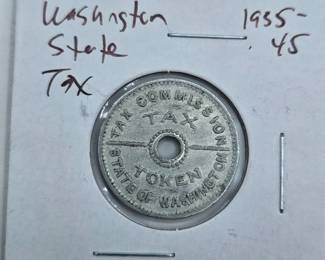 Washington 1935-
State .45
Tax
TAX COMMISSION
TAX
TOKEN
STATE OF WASHINGTON